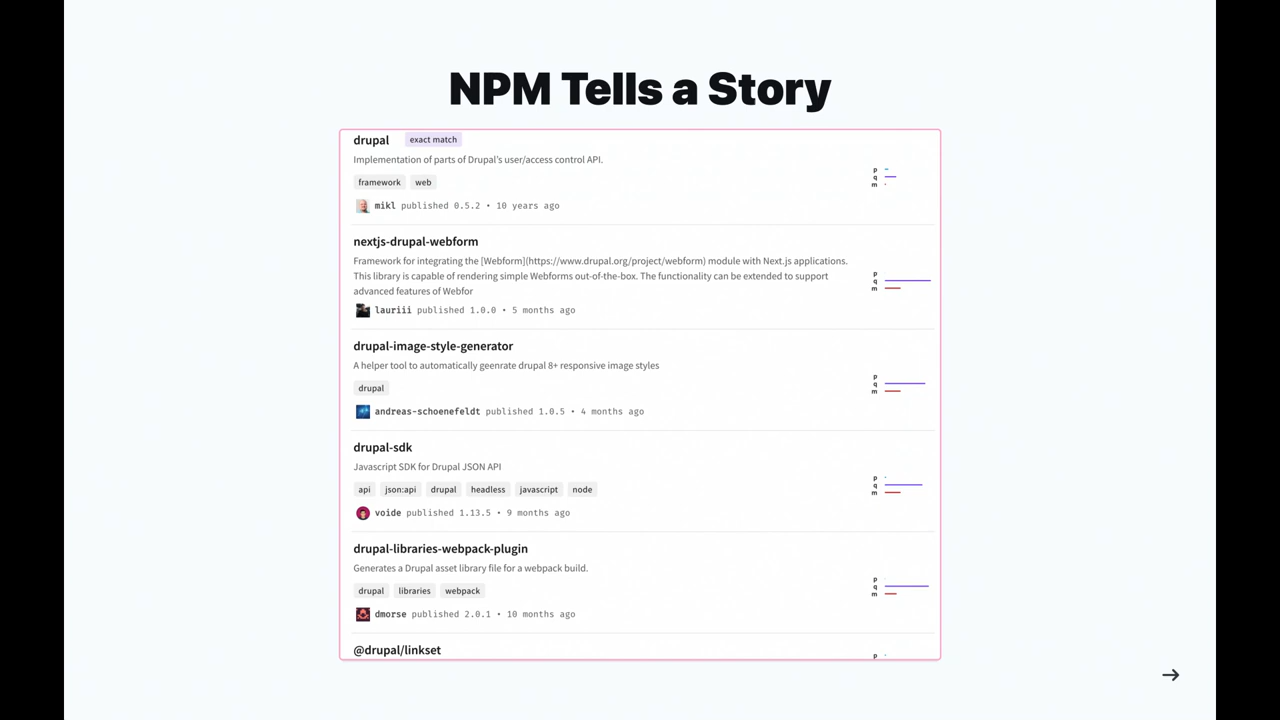 NPM Tells a Story
drupal exact match
Implementation of parts of Drupal's user/access control API.
framework web
mikl published 0.5.2 • 10 years ago
p
q
m
nextjs-drupal-webform
Framework for integrating the [Webform](https://www.drupal.org/project/webform) module with Next.js applications.
This library is capable of rendering simple Webforms out-of-the-box. The functionality can be extended to support
advanced features of Webfor
lauriii published 1.0.0 • 5 months ago
p
q
m
drupal-image-style-generator
A helper tool to automatically geenrate drupal 8+ responsive image styles
drupal
andreas-schoenefeldt published 1.0.5 • 4 months ago
p
q
m
drupal-sdk
Javascript SDK for Drupal JSON API
api json:api drupal headless javascript node
voide published 1.13.5 • 9 months ago
p
q
m
drupal-libraries-webpack-plugin
Generates a Drupal asset library file for a webpack build.
drupal libraries webpack
dmorse published 2.0.1 • 10 months ago
p
q
m
@drupal/linkset
p